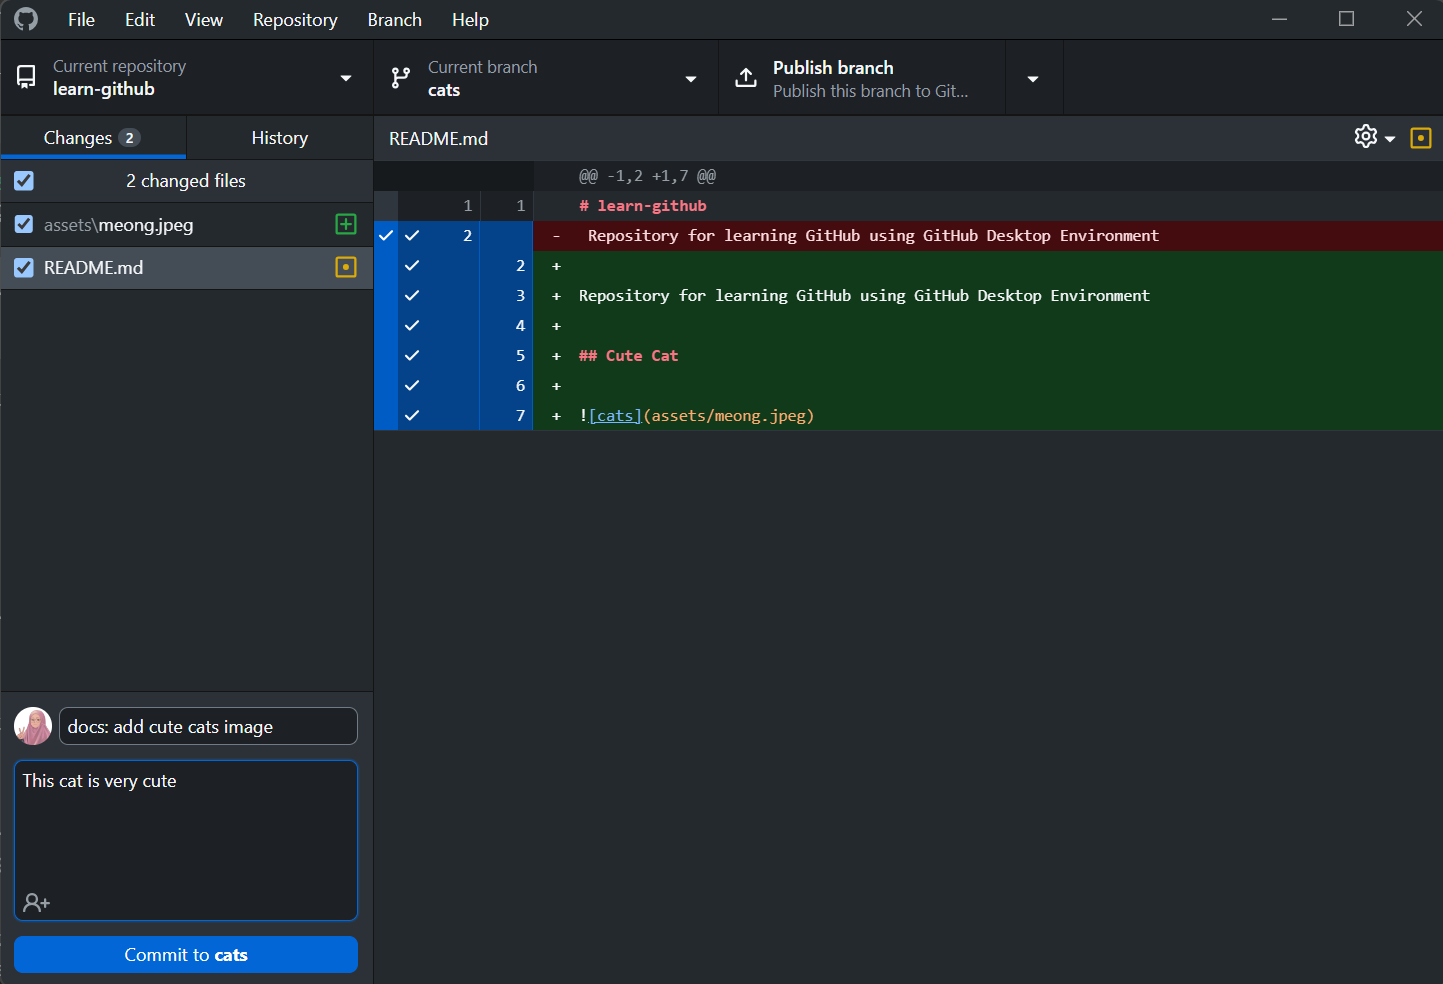 File Edit View Repository Branch Help
Current repository
learn-github
Current branch
cats
Publish branch
Publish this branch to Git...
Changes 2
History
README.md
2 changed files
assets\meong.jpeg
README.md
@@ -1,2 +1,7 @@
1 1 # learn-github
2 - Repository for learning GitHub using GitHub Desktop Environment
2 +
3 + Repository for learning GitHub using GitHub Desktop Environment
4 +
5 + ## Cute Cat
6 +
7 + ![cats](assets/meong.jpeg)
docs: add cute cats image
This cat is very cute
Commit to cats